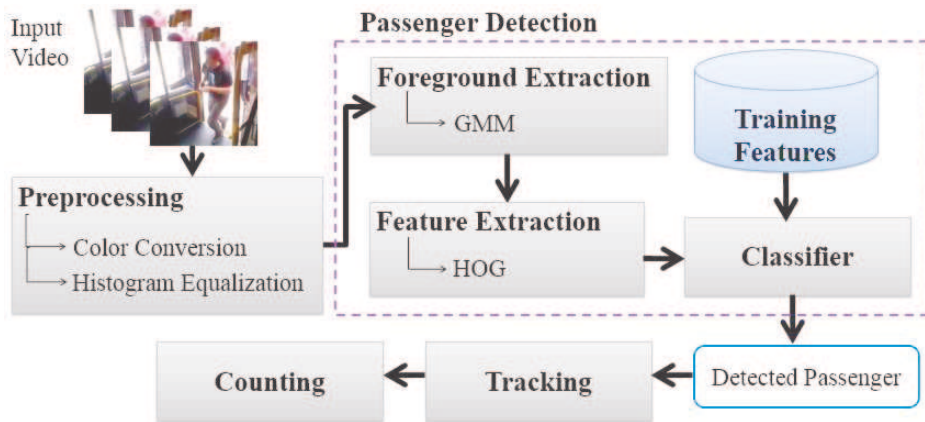 Input
Video
Preprocessing
Color Conversion
Histogram Equalization
Passenger Detection
Foreground Extraction
GMM
Feature Extraction
HOG
Training
Features
Classifier
Detected Passenger
Tracking
Counting